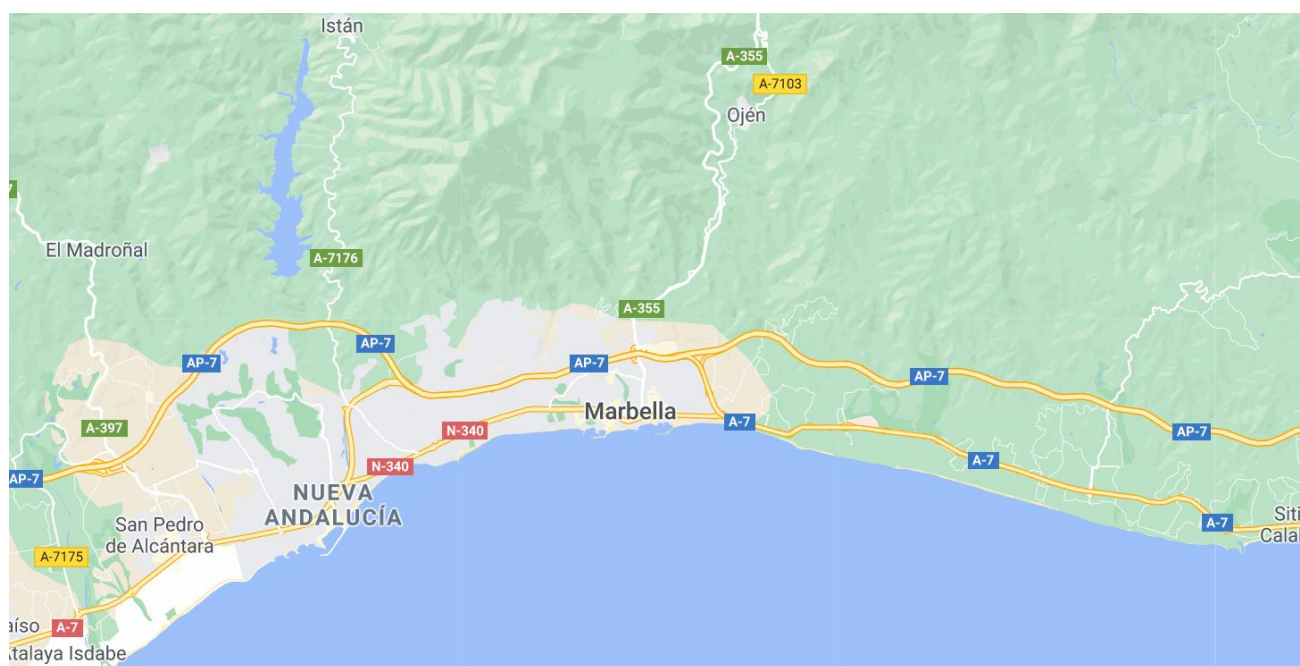 Istán
A-355
A-7103
Ojén
7
El Madroñal
A-7176
A-355
AP-7
AP-7
AP-7
AP-7
Marbella
A-397
N-340
A-7
AP-7
A-7
N-340
AP-7
NUEVA
ANDALUCÍA
San Pedro
de Alcántara
A-7
Siti
Cala
A-7175
aíso
A-7
Atalaya Isdabe